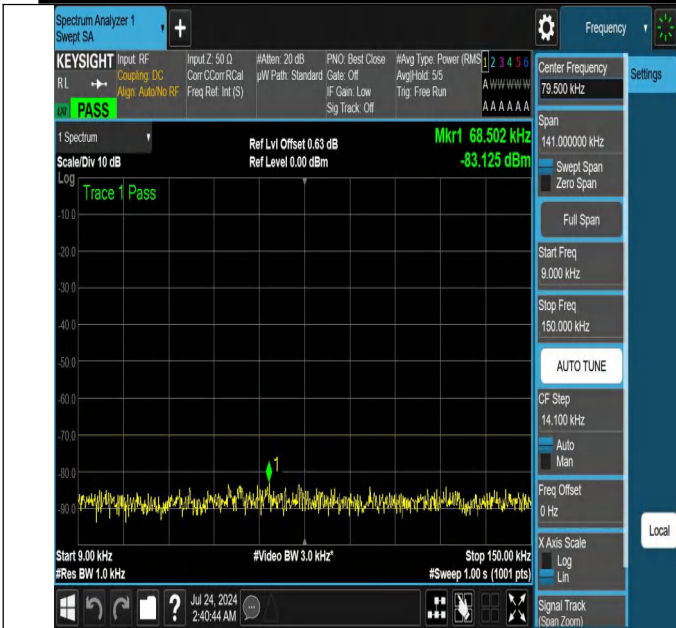 Spectrum Analyzer 1
Swept SA
+
Frequency
KEYSIGHT
RL
PASS
Input: RF
Coupling: DC
Align: Auto/No RF
Input Z: 50 Ω
Corr CCorr RCal
Freq Ref: Int (S)
#Atten: 20 dB
µW Path: Standard
PNO: Best Close
Gate: Off
IF Gain: Low
Sig Track: Off
#Avg Type: Power (RMS
Avg|Hold: 5/5
Trig: Free Run
1 2 3 4 5 6
A W W W W W
A A A A A A
1 Spectrum
Scale/Div 10 dB
Ref Lvl Offset 0.63 dB
Ref Level 0.00 dBm
Mkr1 68.502 kHz
-83.125 dBm
Log
Trace 1 Pass
-10.0
-20.0
-30.0
-40.0
-50.0
-60.0
-70.0
-80.0
-90.0
1
Start 9.00 kHz
#Res BW 1.0 kHz
#Video BW 3.0 kHz*
Stop 150.00 kHz
#Sweep 1.00 s (1001 pts)
?
Jul 24, 2024
2:40:44 AM
Center Frequency
79.500 kHz
Settings
Span
141.000000 kHz
Swept Span
Zero Span
Full Span
Start Freq
9.000 kHz
Stop Freq
150.000 kHz
AUTO TUNE
CF Step
14.100 kHz
Auto
Man
Freq Offset
0 Hz
Local
X Axis Scale
Log
Lin
Signal Track
(Span Zoom)